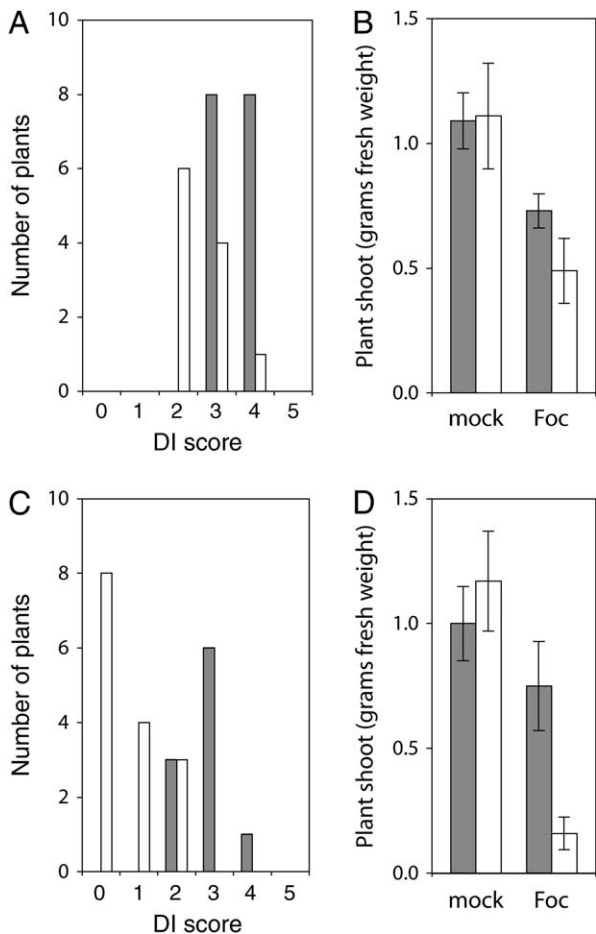 A
10
8
6
4
2
0
Number of plants
0 1 2 3 4 5
DI score
B
1.5
1.0
0.5
0.0
Plant shoot (grams fresh weight)
mock Foc
C
10
8
6
4
2
0
Number of plants
0 1 2 3 4 5
DI score
D
1.5
1.0
0.5
0.0
Plant shoot (grams fresh weight)
mock Foc